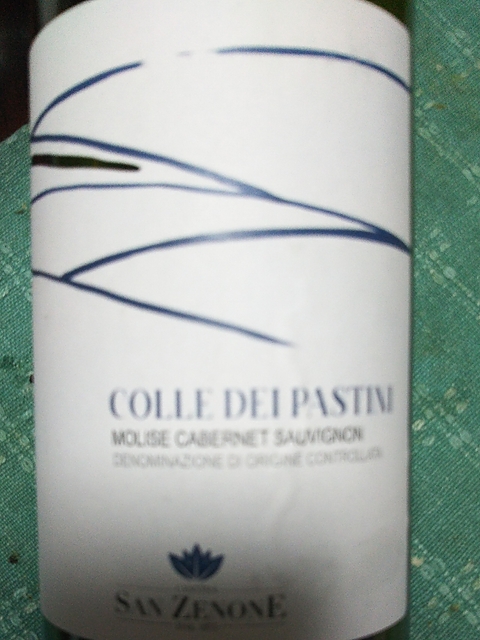 COLLE DEI PASTINI
MOLISE CABERNET SAUVIGNON
DENOMINAZIONE DI ORIGINE CONTROLLATA
SAN ZENONE